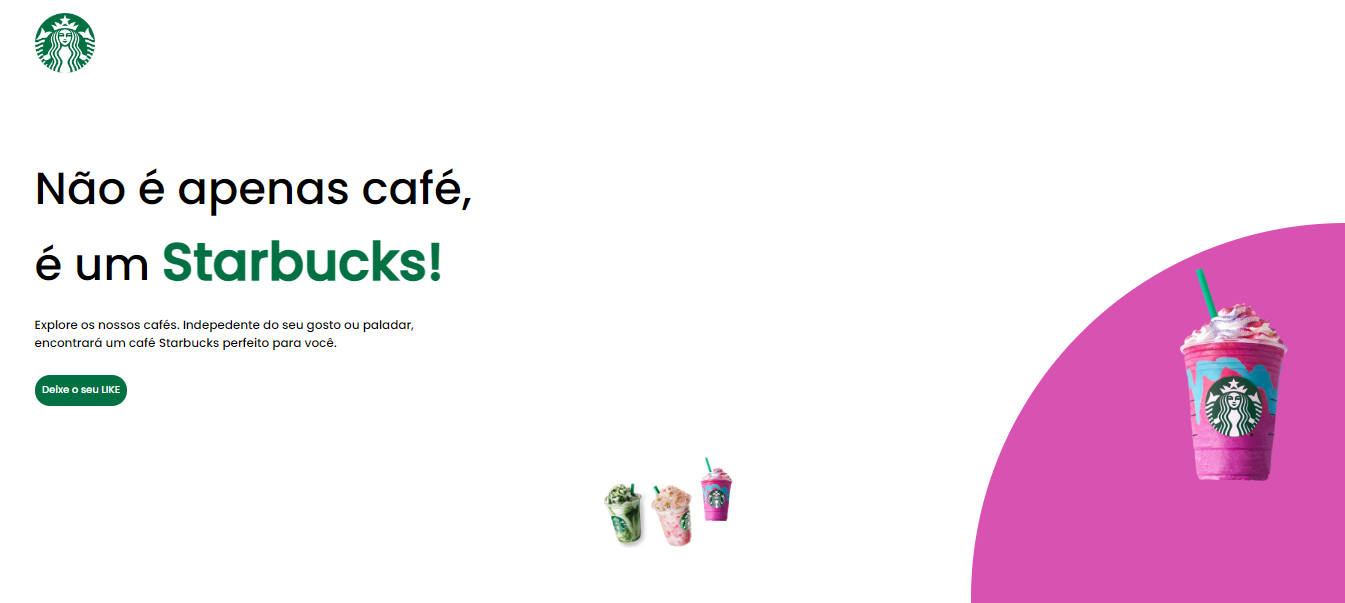 Não é apenas café,
é um Starbucks!
Explore os nossos cafés. Indepedente do seu gosto ou paladar,
encontrará um café Starbucks perfeito para você.
Deixe o seu LIKE